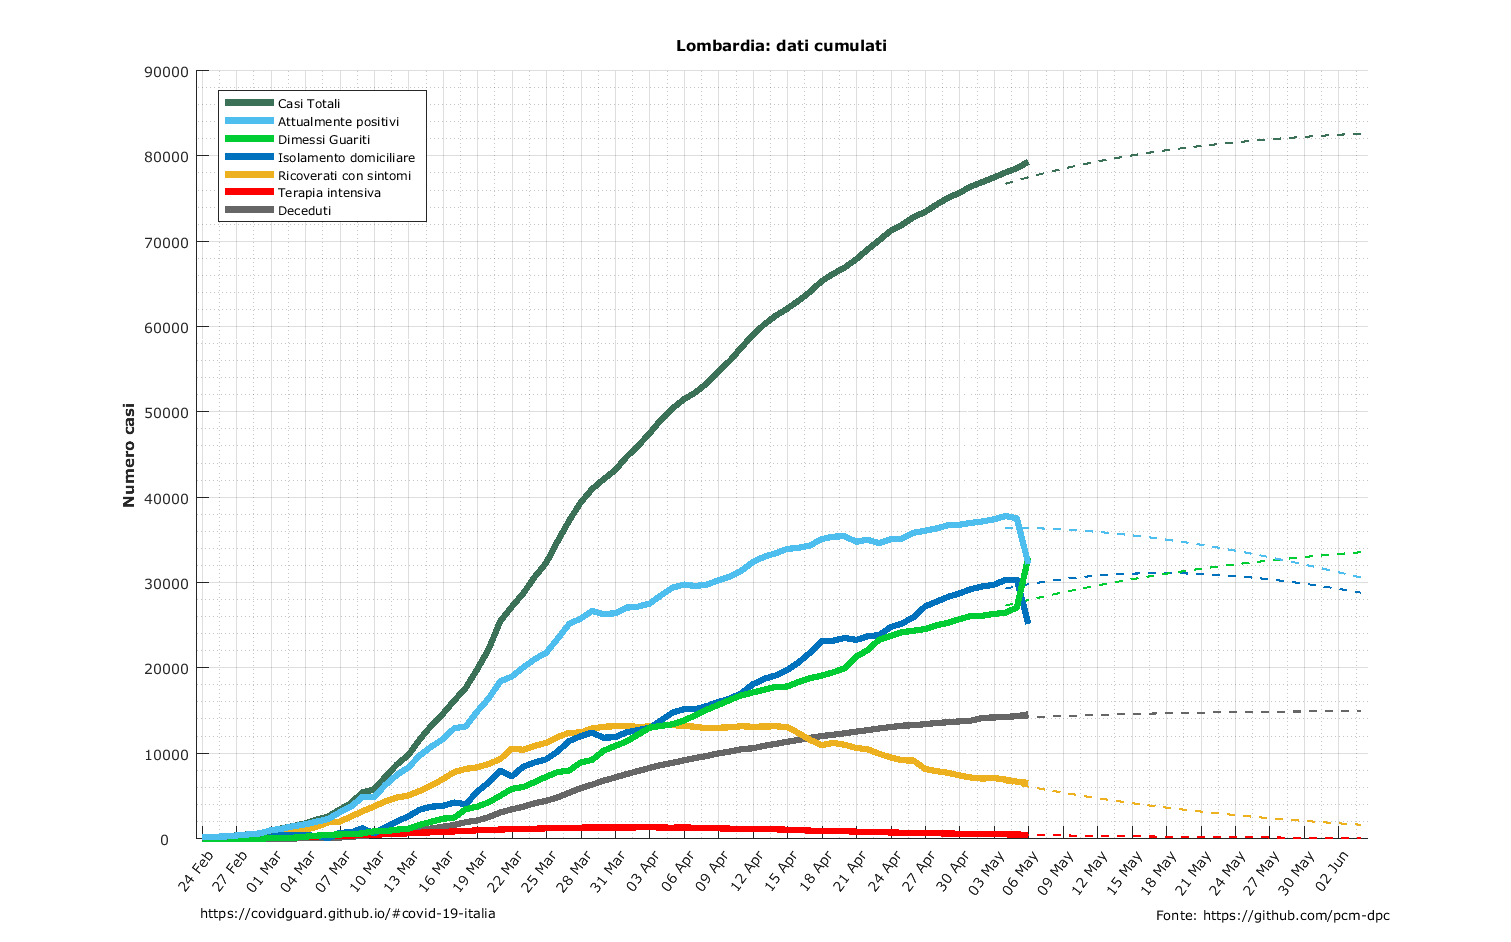 Lombardia: dati cumulati
90000
80000
70000
60000
50000
40000
30000
20000
10000
0
Numero casi
Casi Totali
Attualmente positivi
Dimessi Guariti
Isolamento domiciliare
Ricoverati con sintomi
Terapia intensiva
Deceduti
24 Feb
27 Feb
01 Mar
04 Mar
07 Mar
10 Mar
13 Mar
16 Mar
19 Mar
22 Mar
25 Mar
28 Mar
31 Mar
03 Apr
06 Apr
09 Apr
12 Apr
15 Apr
18 Apr
21 Apr
24 Apr
27 Apr
30 Apr
03 May
06 May
09 May
12 May
15 May
18 May
21 May
24 May
27 May
30 May
02 Jun
https://covidguard.github.io/#covid-19-italia
Fonte: https://github.com/pcm-dpc